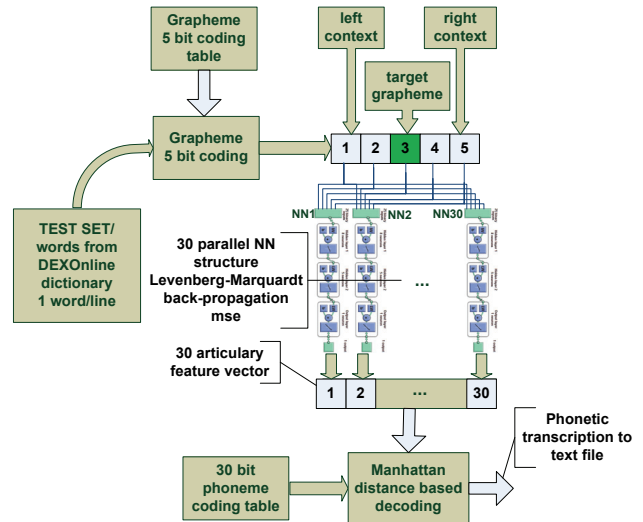 Grapheme
5 bit coding
table
left
context
right
context
target
grapheme
Grapheme
5 bit coding
1 2 3 4 5
TEST SET/
words from
DEXOnline
dictionary
1 word/line
NN1 NN2 NN30
30 parallel NN
structure
Levenberg-Marquardt
back-propagation
mse
...
30 articulary
feature vector
1 2 ... 30
Phonetic
transcription to
text file
30 bit
phoneme
coding table
Manhattan
distance based
decoding